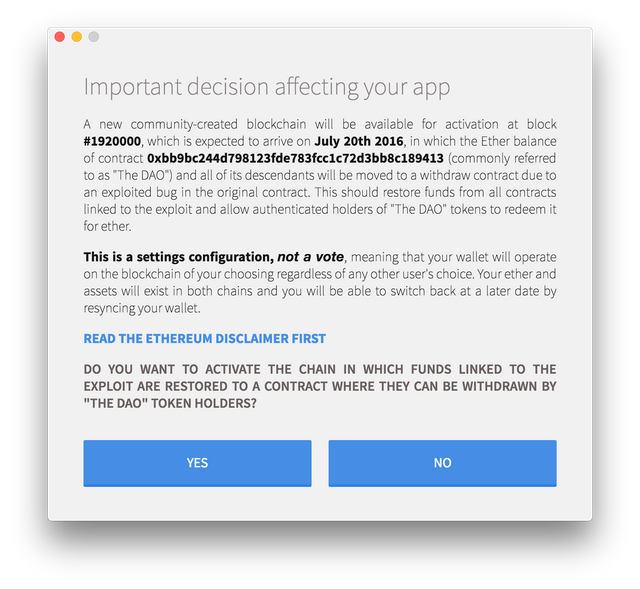 Important decision affecting your app
A new community-created blockchain will be available for activation at block
#1920000, which is expected to arrive on July 20th 2016, in which the Ether balance
of contract 0xbb9bc244d798123fde783fcc1c72d3bb8c189413 (commonly referred
to as "The DAO") and all of its descendants will be moved to a withdraw contract due to
an exploited bug in the original contract. This should restore funds from all contracts
linked to the exploit and allow authenticated holders of "The DAO" tokens to redeem it
for ether.
This is a settings configuration, not a vote, meaning that your wallet will operate
on the blockchain of your choosing regardless of any other user's choice. Your ether and
assets will exist in both chains and you will be able to switch back at a later date by
resyncing your wallet.
READ THE ETHEREUM DISCLAIMER FIRST
DO YOU WANT TO ACTIVATE THE CHAIN IN WHICH FUNDS LINKED TO THE
EXPLOIT ARE RESTORED TO A CONTRACT WHERE THEY CAN BE WITHDRAWN BY
"THE DAO" TOKEN HOLDERS?
YES
NO